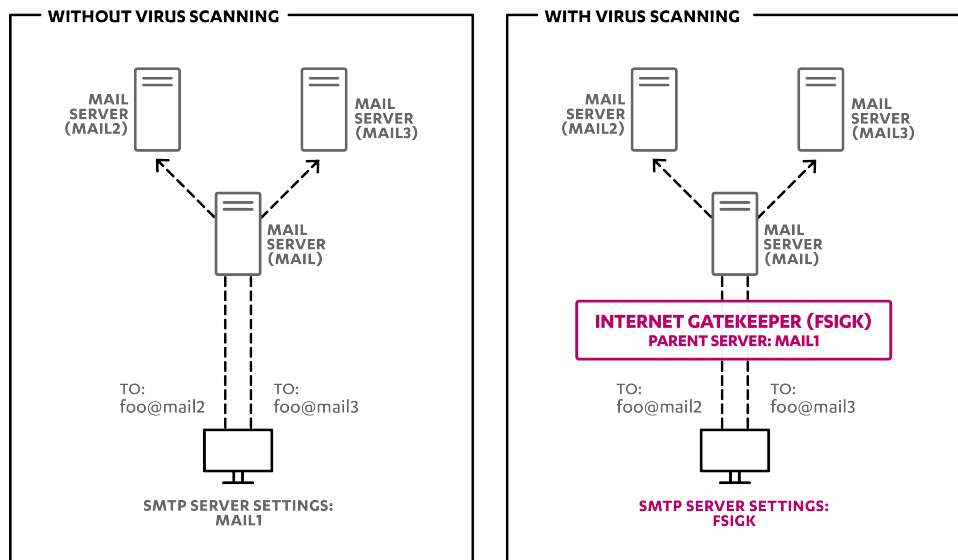 WITHOUT VIRUS SCANNING
MAIL
SERVER
(MAIL2)
MAIL
SERVER
(MAIL3)
MAIL
SERVER
(MAIL)
TO:
foo@mail2
TO:
foo@mail3
SMTP SERVER SETTINGS:
MAIL1
WITH VIRUS SCANNING
MAIL
SERVER
(MAIL2)
MAIL
SERVER
(MAIL3)
MAIL
SERVER
(MAIL)
INTERNET GATEKEEPER (FSIGK)
PARENT SERVER: MAIL1
TO:
foo@mail2
TO:
foo@mail3
SMTP SERVER SETTINGS:
FSIGK